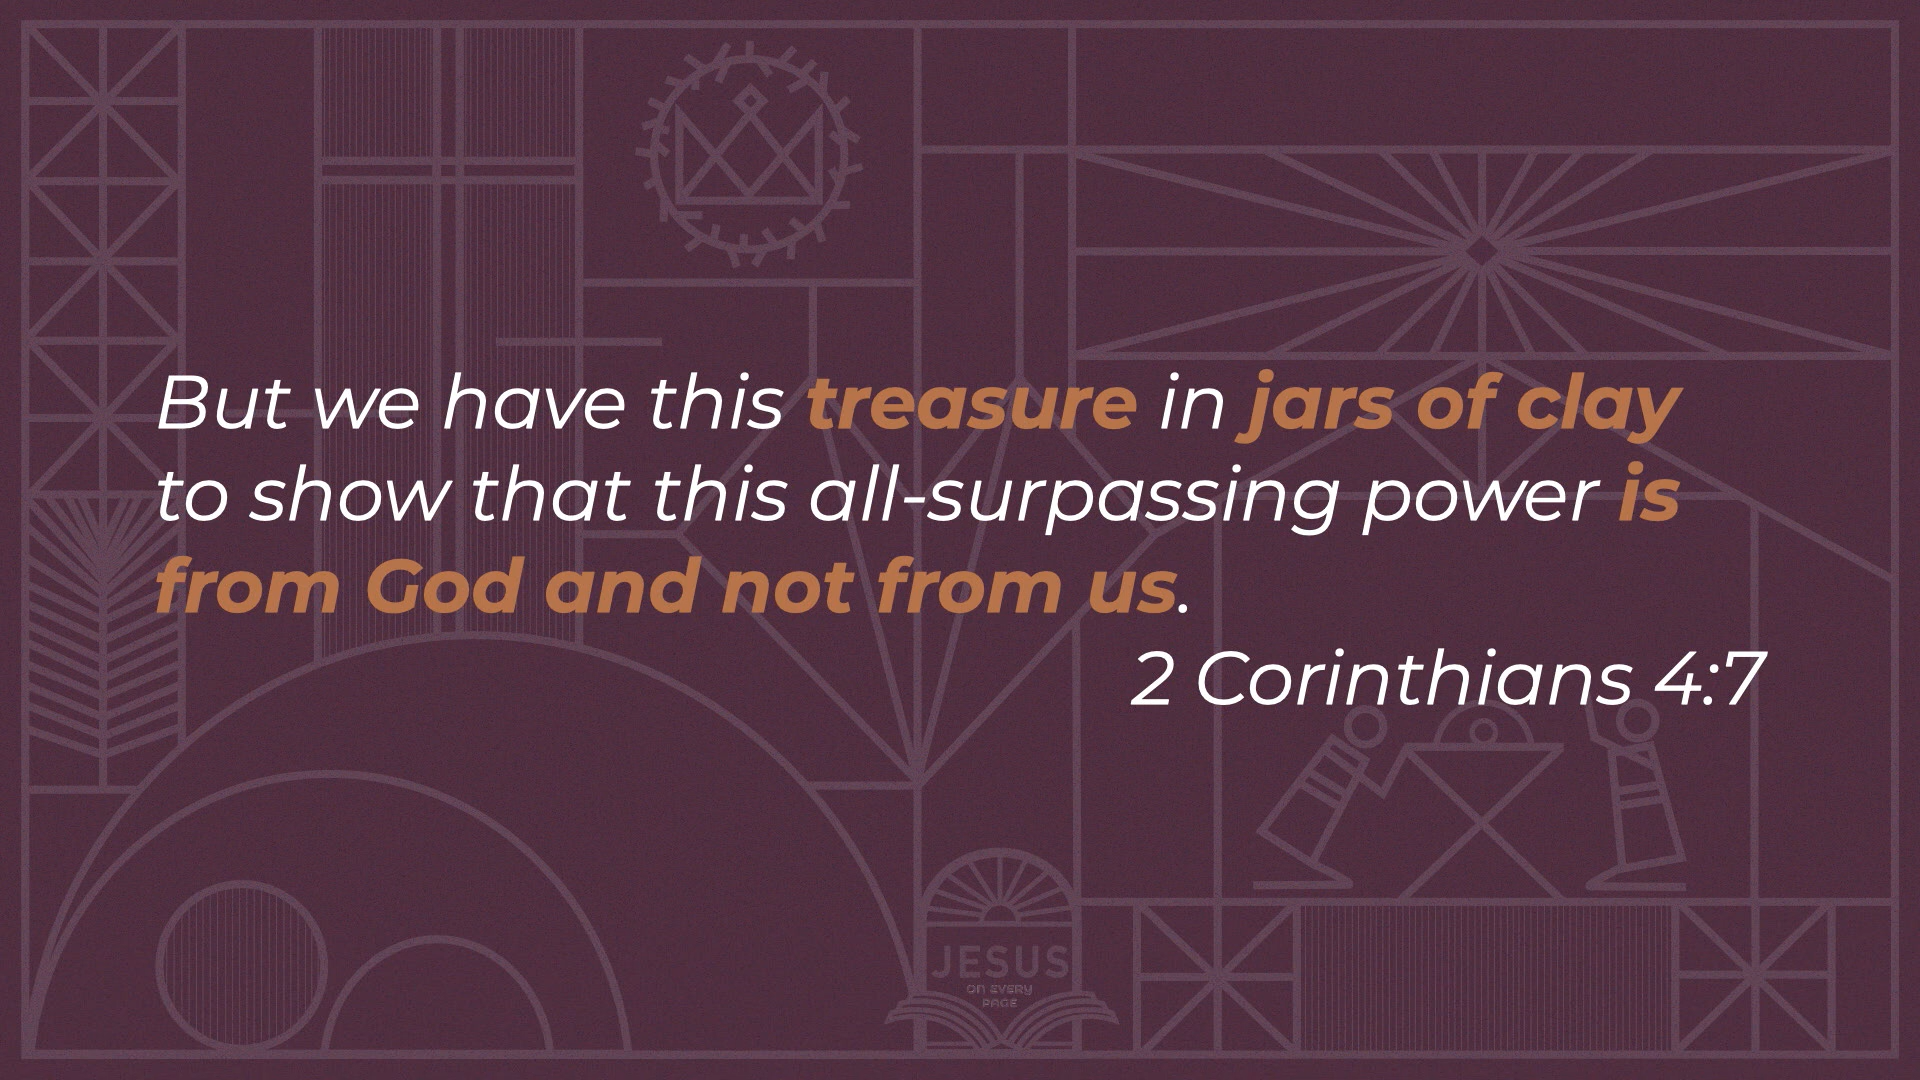 But we have this treasure in jars of clay
to show that this all-surpassing power is
from God and not from us.
2 Corinthians 4:7
JESUS
ON EVERY
PAGE